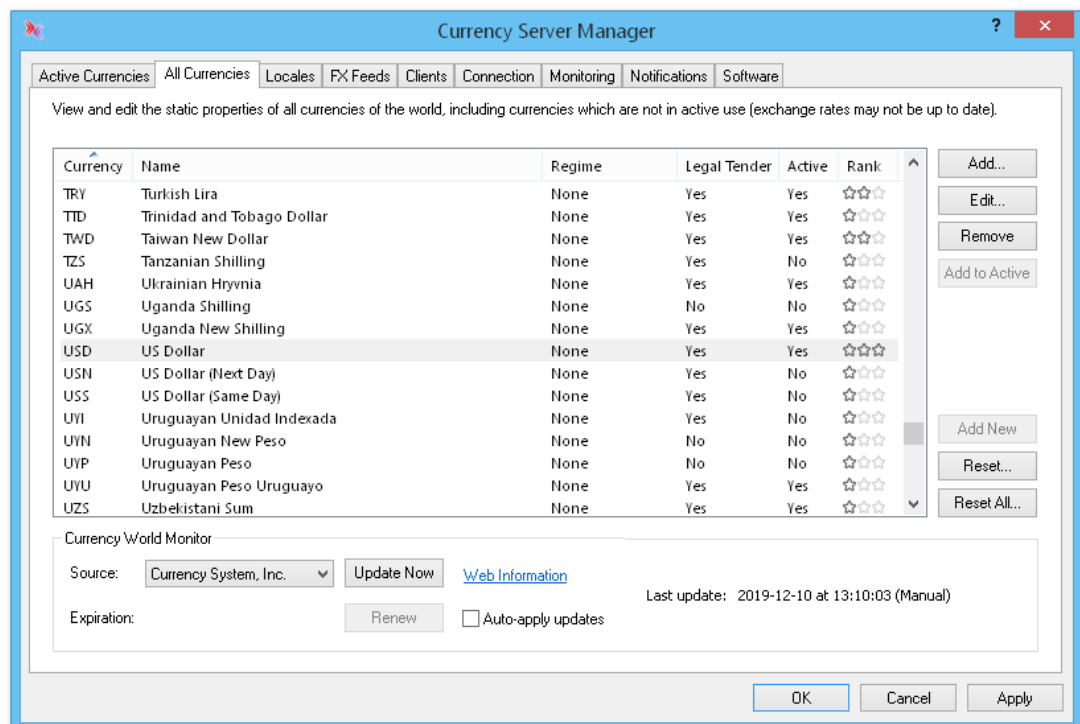 Currency Server Manager ?
Active Currencies All Currencies Locales FX Feeds Clients Connection Monitoring Notifications Software
View and edit the static properties of all currencies of the world, including currencies which are not in active use (exchange rates may not be up to date).
Currency Name Regime Legal Tender Active Rank Add...
TRY Turkish Lira None Yes Yes
Edit...
TTD Trinidad and Tobago Dollar None Yes Yes
TWD Taiwan New Dollar None Yes Yes Remove
TZS Tanzanian Shilling None Yes No
Add to Active
UAH Ukrainian Hryvnia None Yes Yes
UGS Uganda Shilling None No No
UGX Uganda New Shilling None Yes Yes
USD US Dollar None Yes Yes
USN US Dollar (Next Day) None Yes No
USS US Dollar (Same Day) None Yes No
UYI Uruguayan Unidad Indexada None Yes No
Add New
UYN Uruguayan New Peso None No No
UYP Uruguayan Peso None No No Reset...
UYU Uruguayan Peso Uruguayo None Yes Yes
UZS Uzbekistani Sum None Yes Yes Reset All...
Currency World Monitor
Source: Currency System, Inc. Update Now Web Information
Last update: 2019-12-10 at 13:10:03 (Manual)
Expiration: Renew Auto-apply updates
OK Cancel Apply